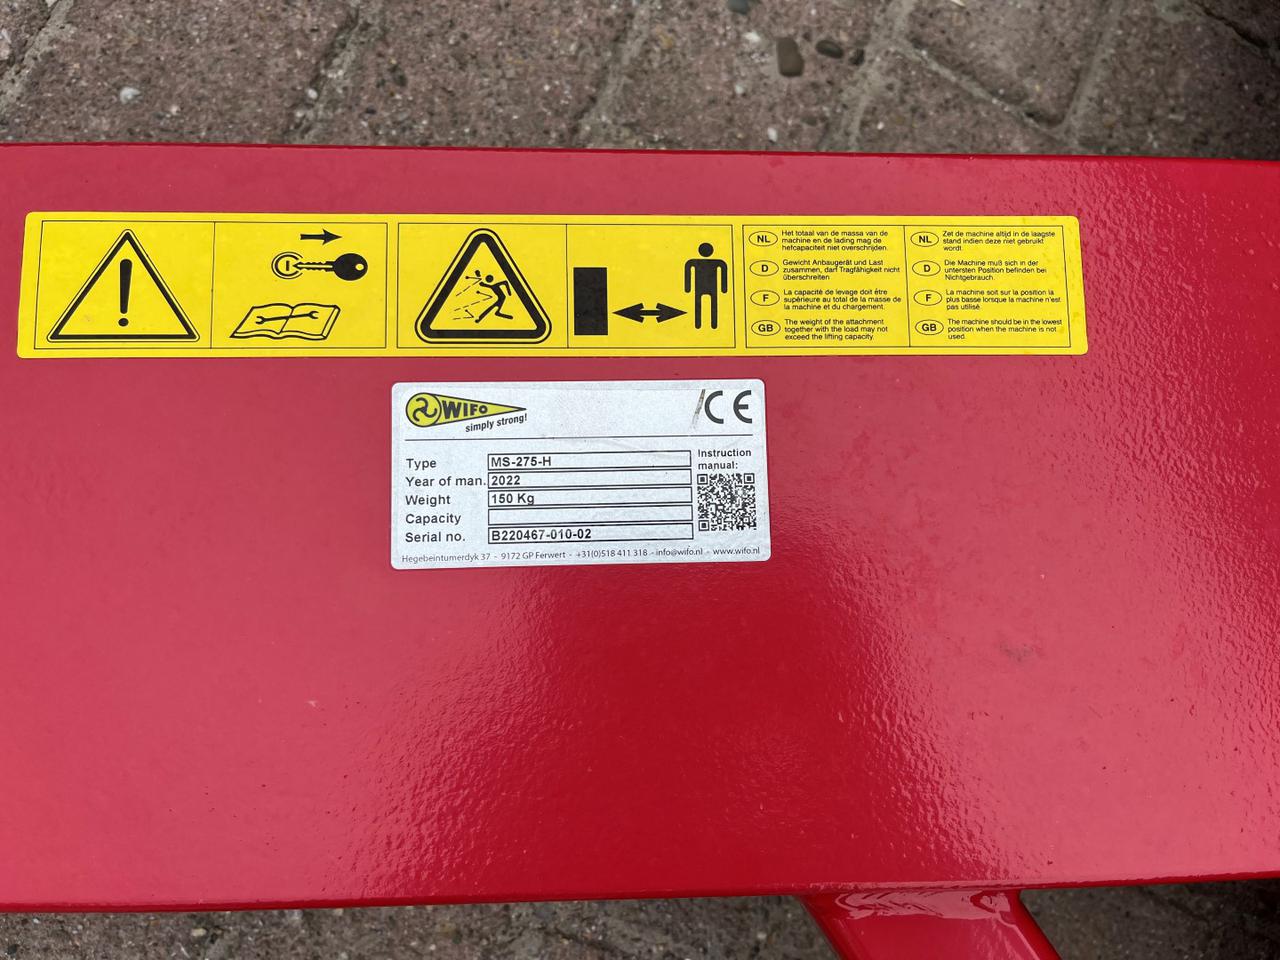 NL
Het totaal van de massa van de
machine en de lading mag de
hefcapaciteit niet overschrijden.
D
Gewicht Anbaugerät und Last
zusammen, darf Tragfähigkeit nicht
überschreiten
F
La capacité de levage doit être
supérieure au total de la masse de
la machine et du chargement.
GB
The weight of the attachment
together with the load may not
exceed the lifting capacity.
NL
Zet de machine altijd in de laagste
stand indien deze niet gebruikt
wordt.
D
Die Machine muß sich in der
untersten Position befinden bei
Nichtgebrauch.
F
La machine soit sur la position la
plus basse lorsque la machine n'est
pas utilisé.
GB
The machine should be in the lowest
position when the machine is not
used.
WIFO
simply strong!
CE
Type MS-275-H
Year of man. 2022
Weight 150 Kg
Capacity
Serial no. B220467-010-02
Instruction
manual:
Hegebeintumerdyk 37 - 9172 GP Ferwert - +31(0)518 411 318 - info@wifo.nl - www.wifo.nl